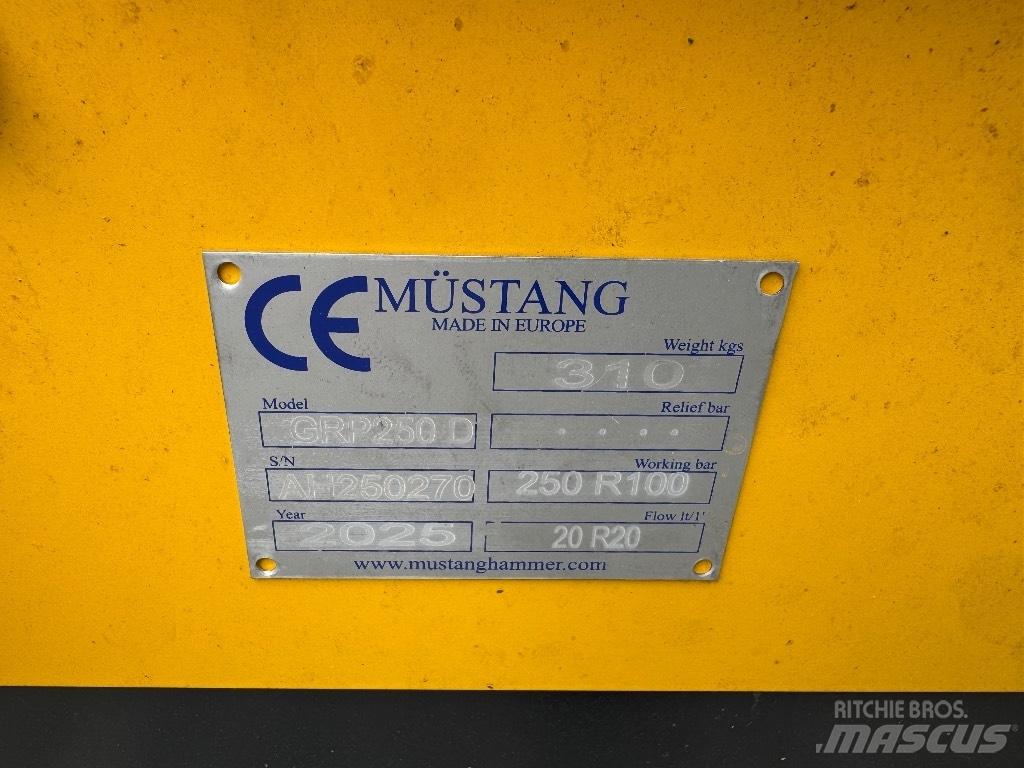 CE MÜSTANG
MADE IN EUROPE
Weight kgs
310
Model
GRP250 D
Relief bar
. . . .
S/N
AH250270
Working bar
250 R100
Year
2025
Flow lt/1'
20 R20
www.mustanghammer.com
RITCHIE BROS.
MASCUS